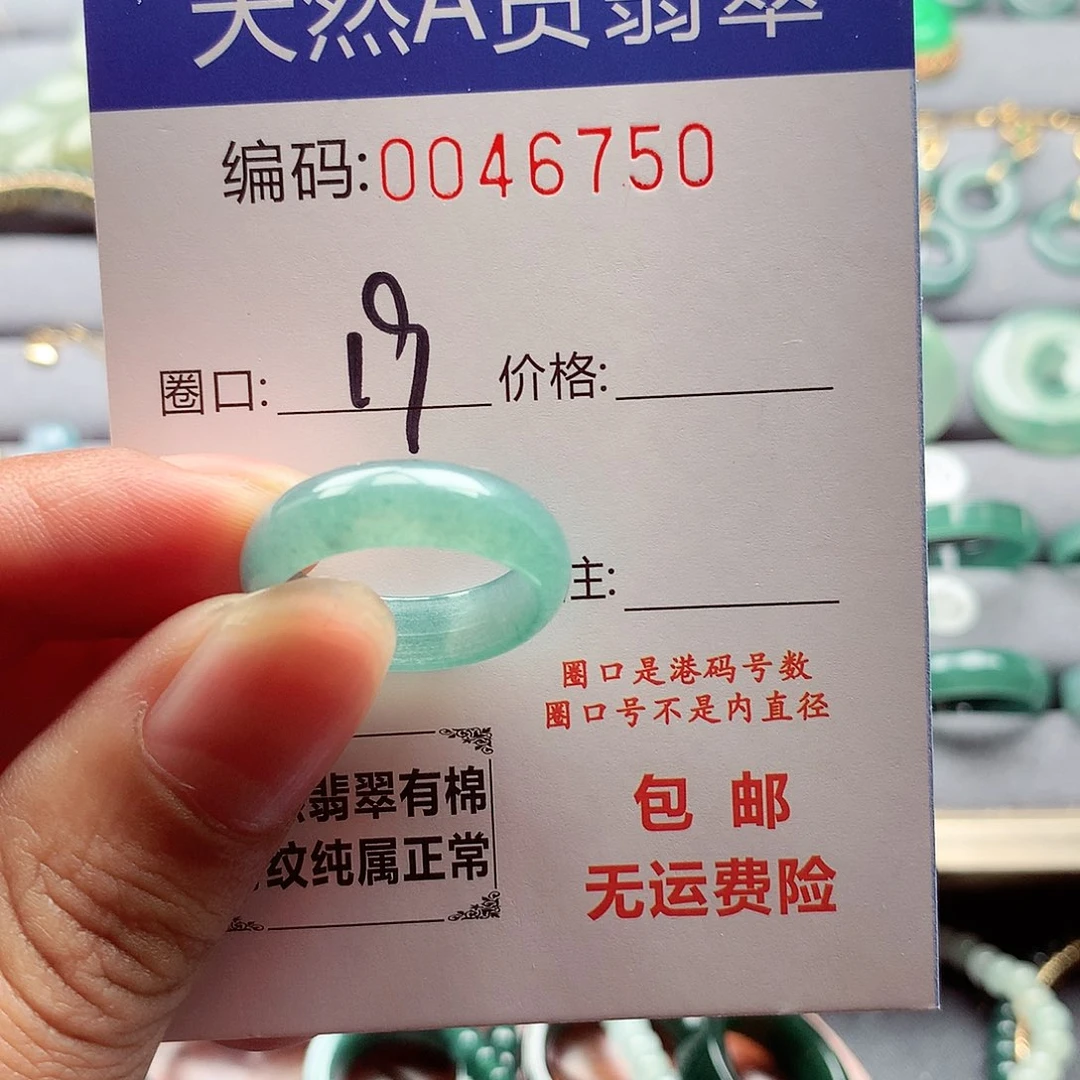 天然A货翡翠
编码:0046750
圈口: 价格:
主:
圈口是港码号数
圈口号不是内直径
翡翠有棉
纹纯属正常
包 邮
无运费险